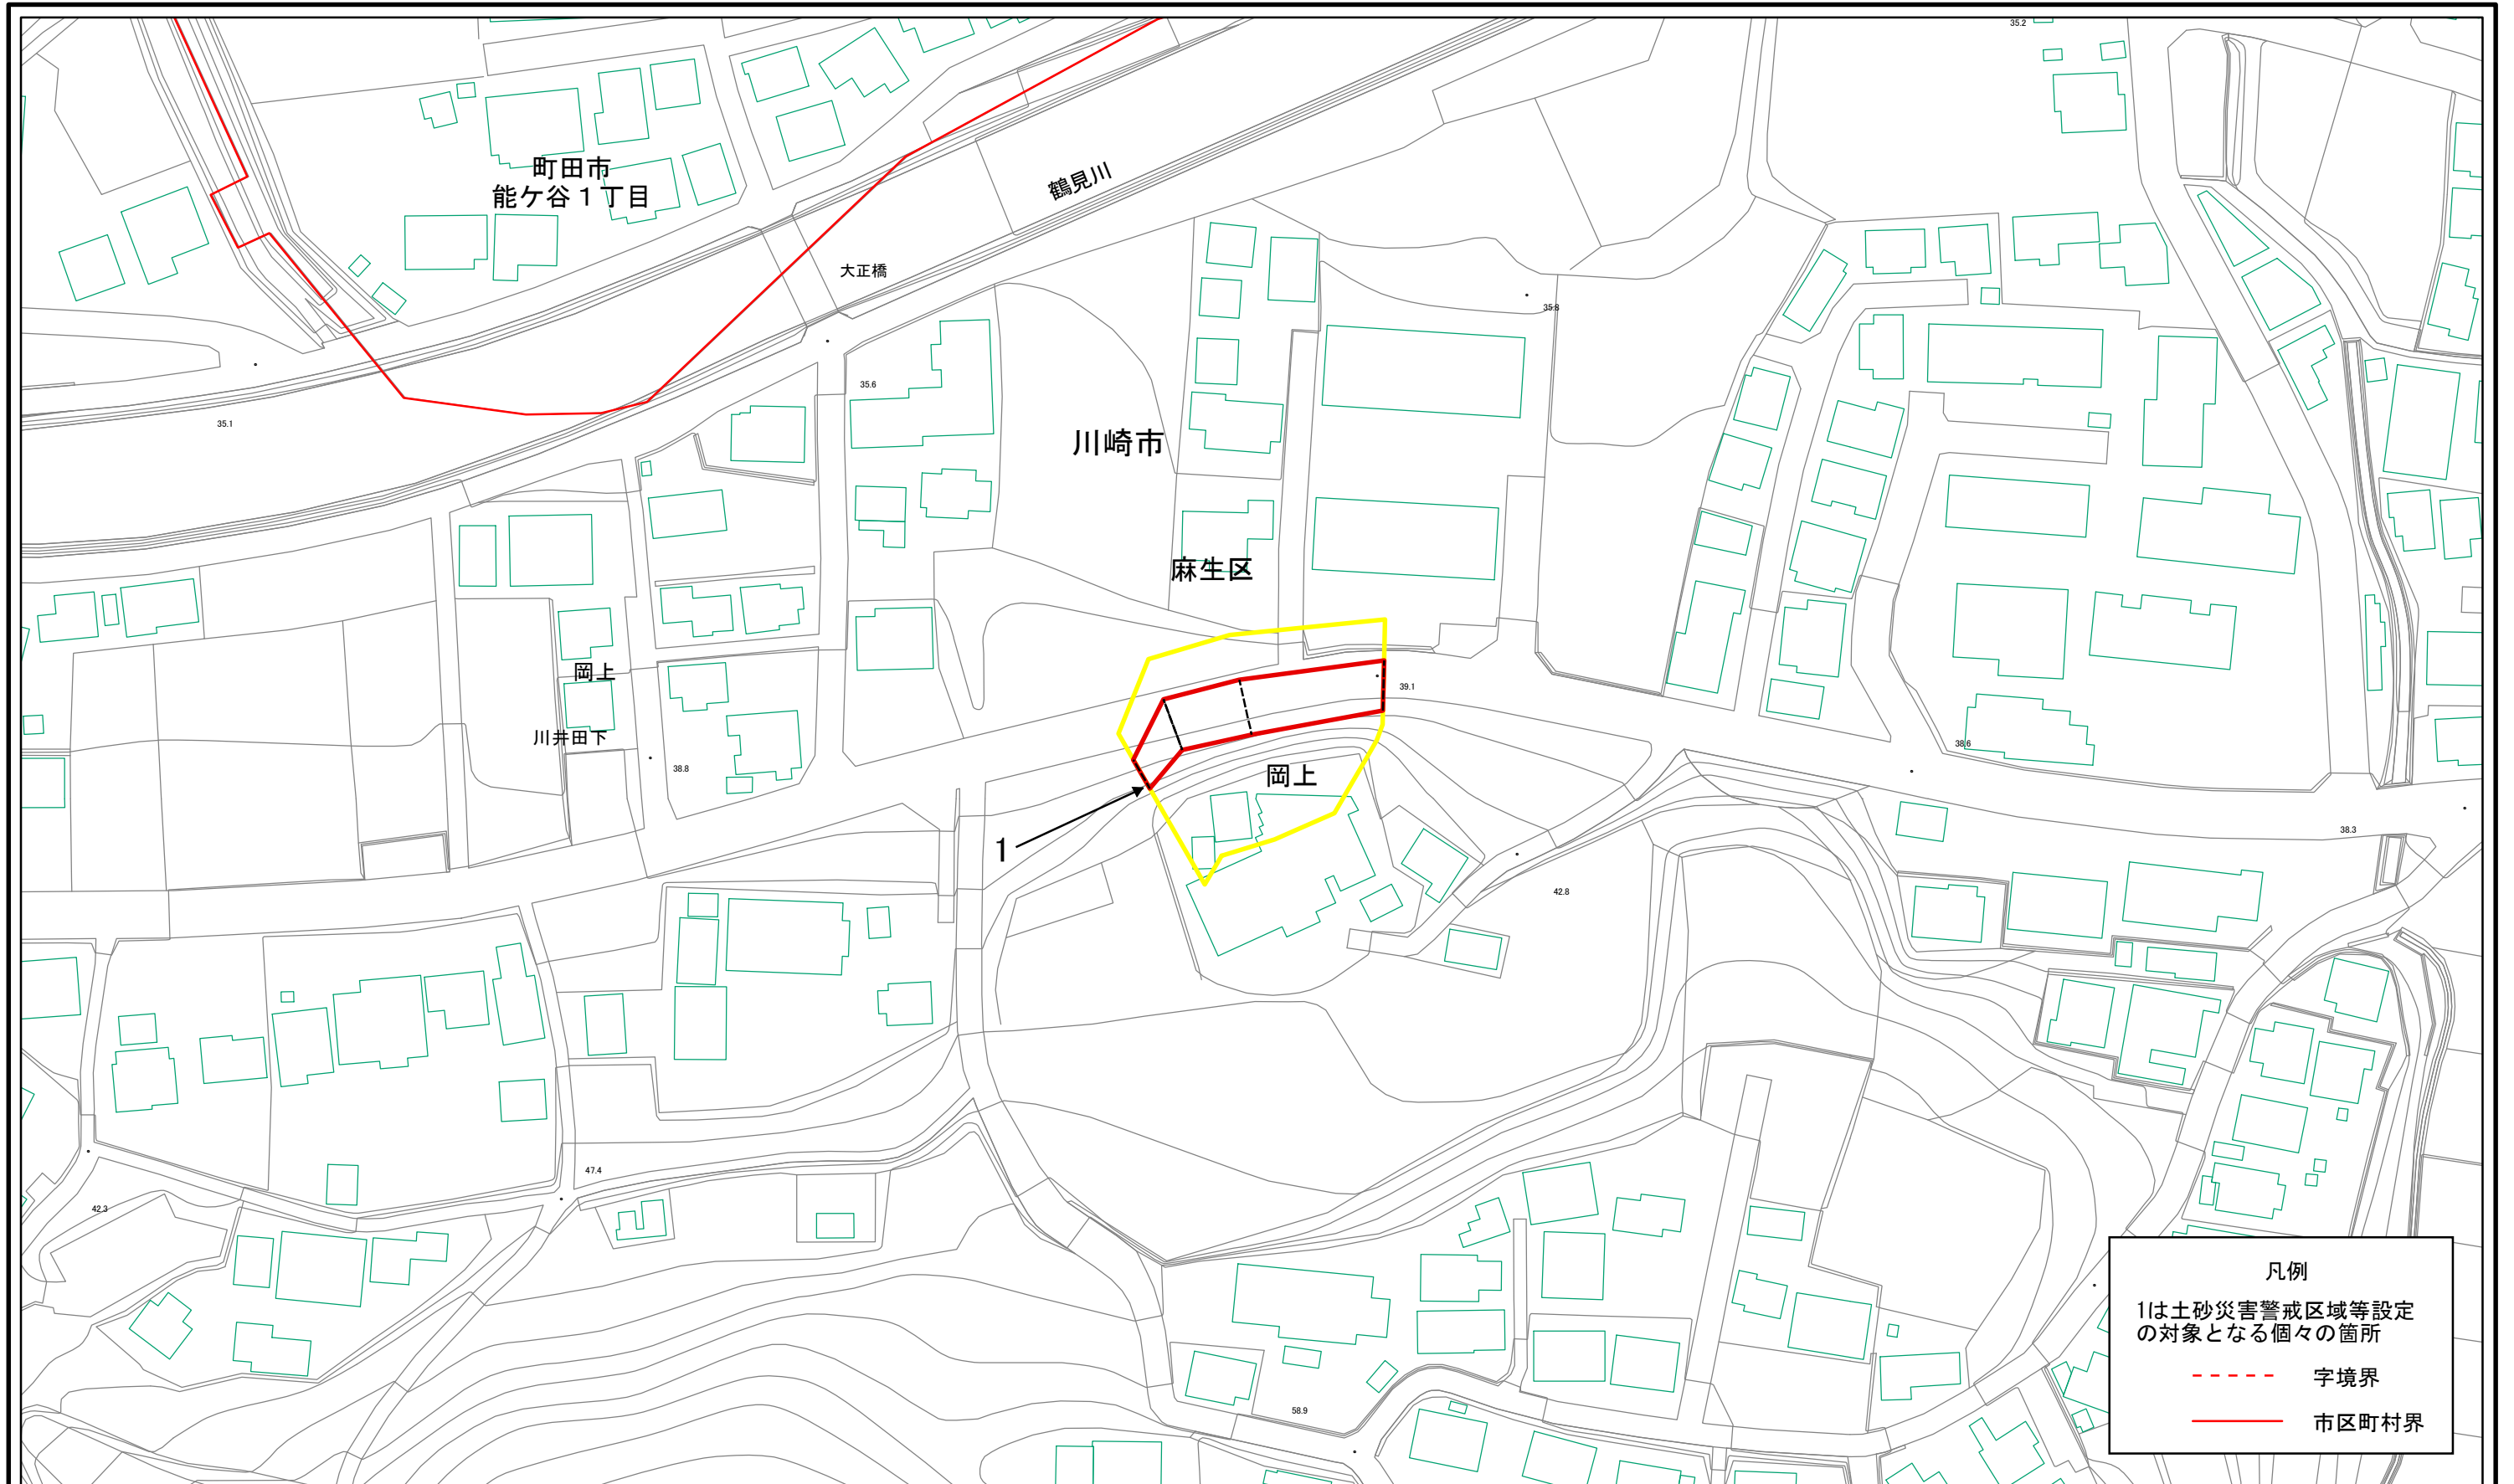 35.2
町田市
能ケ谷１丁目
鶴見川
大正橋
35.8
35.6
35.1
川崎市
麻生区
岡上
39.1
川井田下
38.8
岡上
38.6
1
38.3
42.8
47.4
42.3
58.9
凡例
1は土砂災害警戒区域等設定
の対象となる個々の箇所
字境界
市区町村界